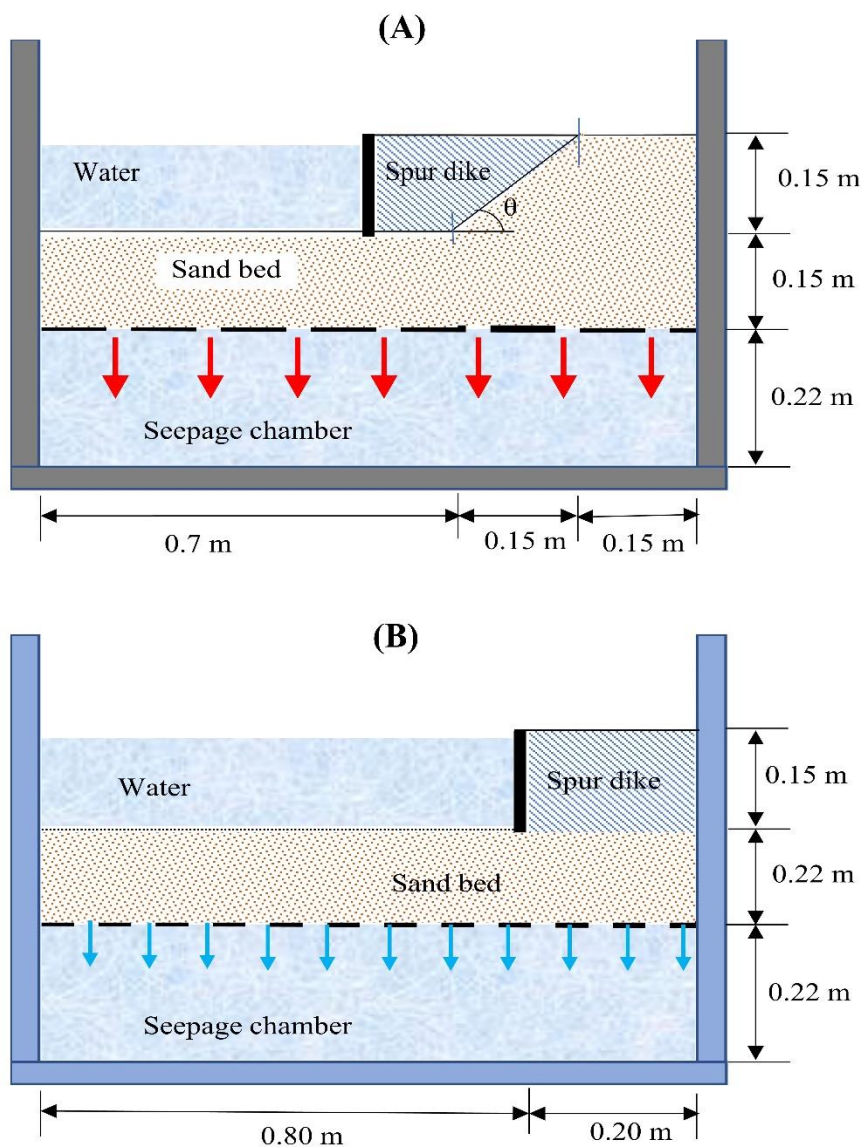 (A)
Water
Spur dike
θ
0.15 m
Sand bed
0.15 m
Seepage chamber
0.22 m
0.7 m
0.15 m
0.15 m
(B)
Water
Spur dike
0.15 m
Sand bed
0.22 m
Seepage chamber
0.22 m
0.80 m
0.20 m